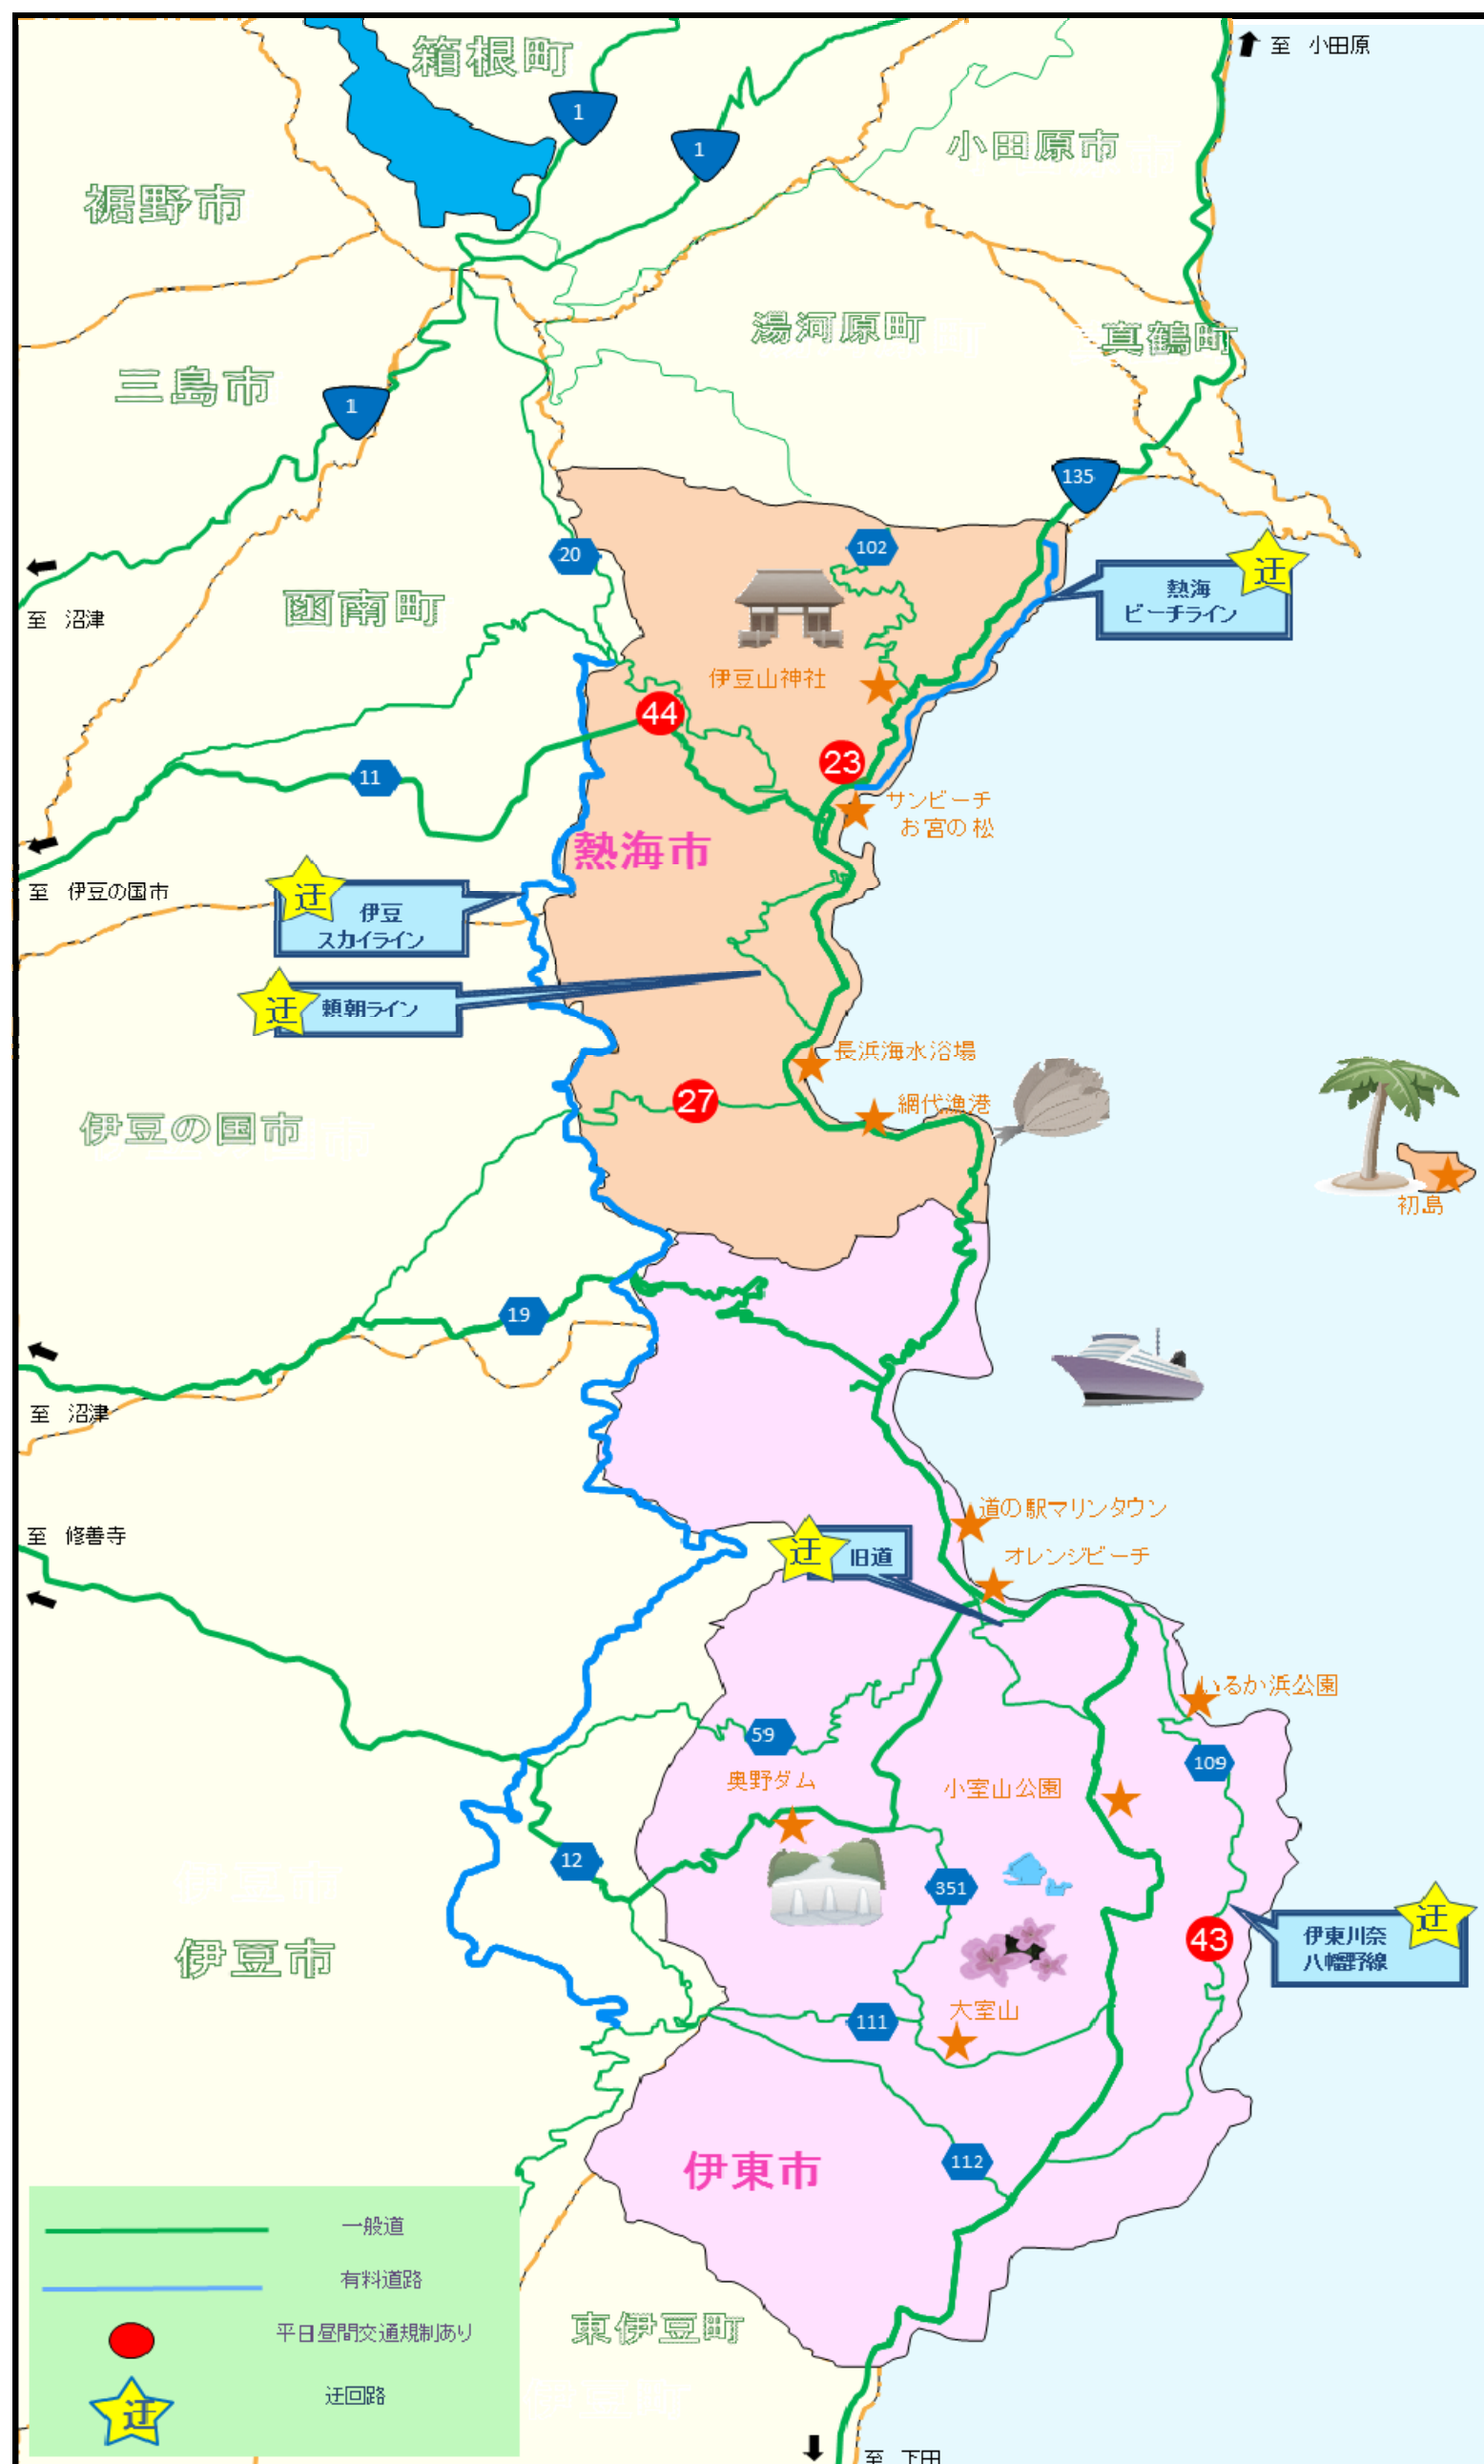 箱根町
至 小田原
1
1
小田原市
裾野市
湯河原町
真鶴町
三島市
1
135
20
102
迂
熱海
ビーチライン
函南町
至 沼津
伊豆山神社
44
23
11
サンビーチ
お宮の松
熱海市
至 伊豆の国市
迂
伊豆
スカイライン
迂
頼朝ライン
長浜海水浴場
27
網代漁港
伊豆の国市
初島
19
至 沼津
道の駅マリンタウン
至 修善寺
迂
旧道
オレンジビーチ
いるか浜公園
59
109
奥野ダム
小室山公園
12
351
迂
伊東川奈
八幡野線
43
伊豆市
大室山
111
伊東市
112
一般道
有料道路
平日昼間交通規制あり
迂
迂回路
東伊豆町
至 下田